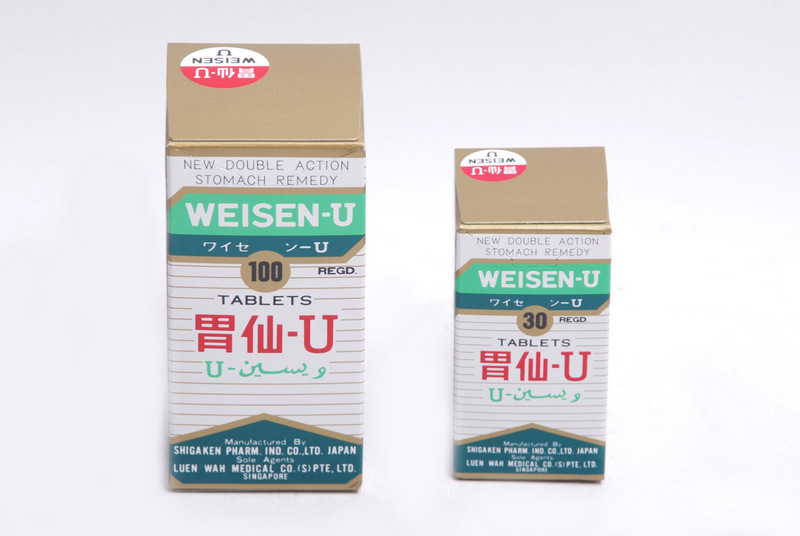 胃仙-U
WEISEN
U
NEW DOUBLE ACTION
STOMACH REMEDY
WEISEN-U
ワイセ ンーU
100
REGD.
TABLETS
胃仙-U
ويسين-U
Manufactured By
SHIGAKEN PHARM. IND. CO.,LTD. JAPAN
Sole Agents
LUEN WAH MEDICAL CO. (S) PTE, LTD.
SINGAPORE
胃仙-U
WEISEN
U
NEW DOUBLE ACTION
STOMACH REMEDY
WEISEN-U
ワイセ ンーU
30
REGD.
TABLETS
胃仙-U
ويسين-U
Manufactured By
SHIGAKEN PHARM. IND. CO.,LTD. JAPAN
Sole Agents
LUEN WAH MEDICAL CO. (S) PTE, LTD.
SINGAPORE